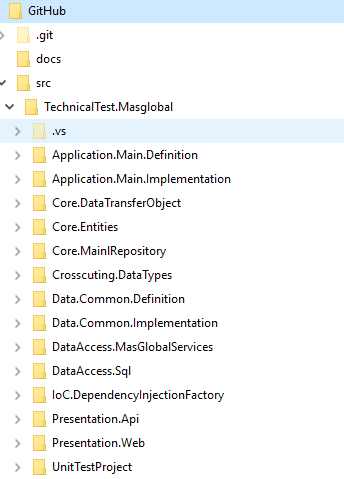 GitHub
.git
docs
src
TechnicalTest.Masglobal
.vs
Application.Main.Definition
Application.Main.Implementation
Core.DataTransferObject
Core.Entities
Core.MainIRepository
Crosscuting.DataTypes
Data.Common.Definition
Data.Common.Implementation
DataAccess.MasGlobalServices
DataAccess.Sql
IoC.DependencyInjectionFactory
Presentation.Api
Presentation.Web
UnitTestProject